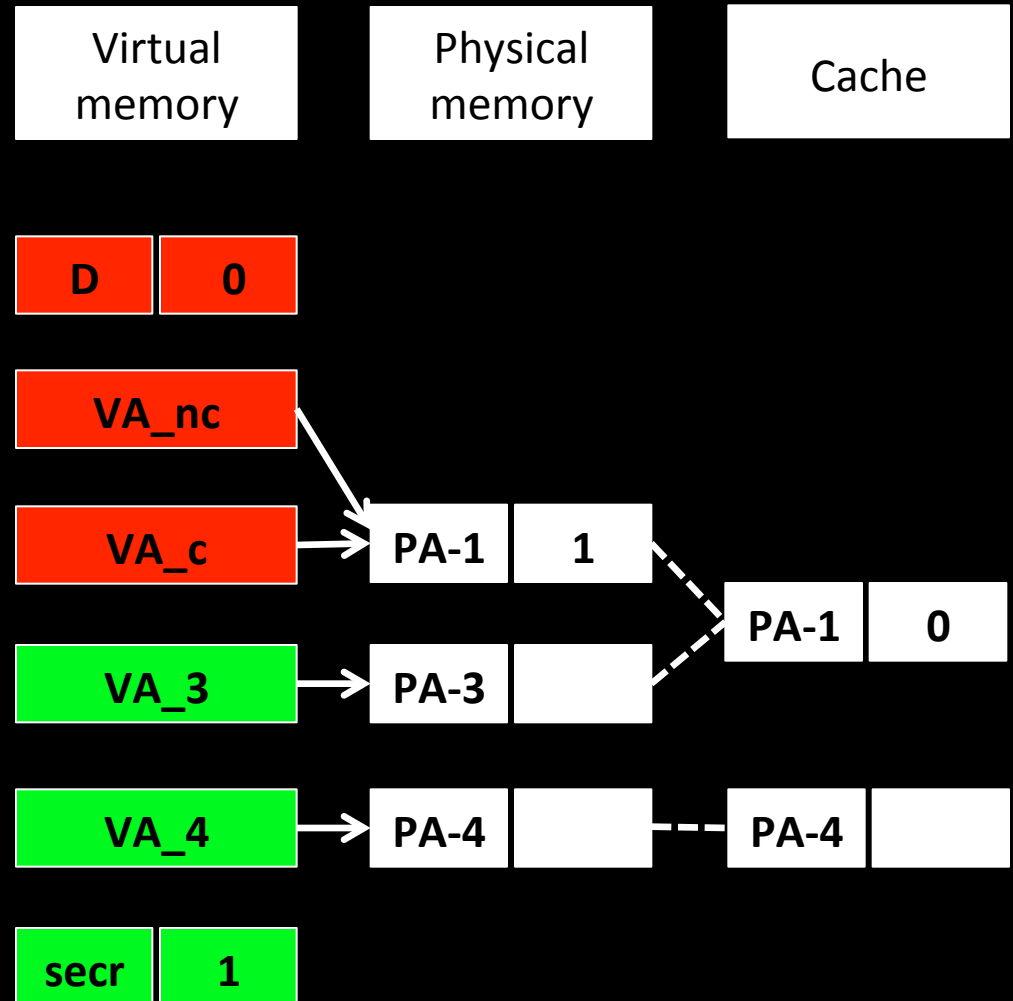 Virtual
memory
Physical
memory
Cache
D 0
VA_nc
VA_c
PA-1 1
PA-1 0
VA_3
PA-3
VA_4
PA-4
PA-4
secr 1